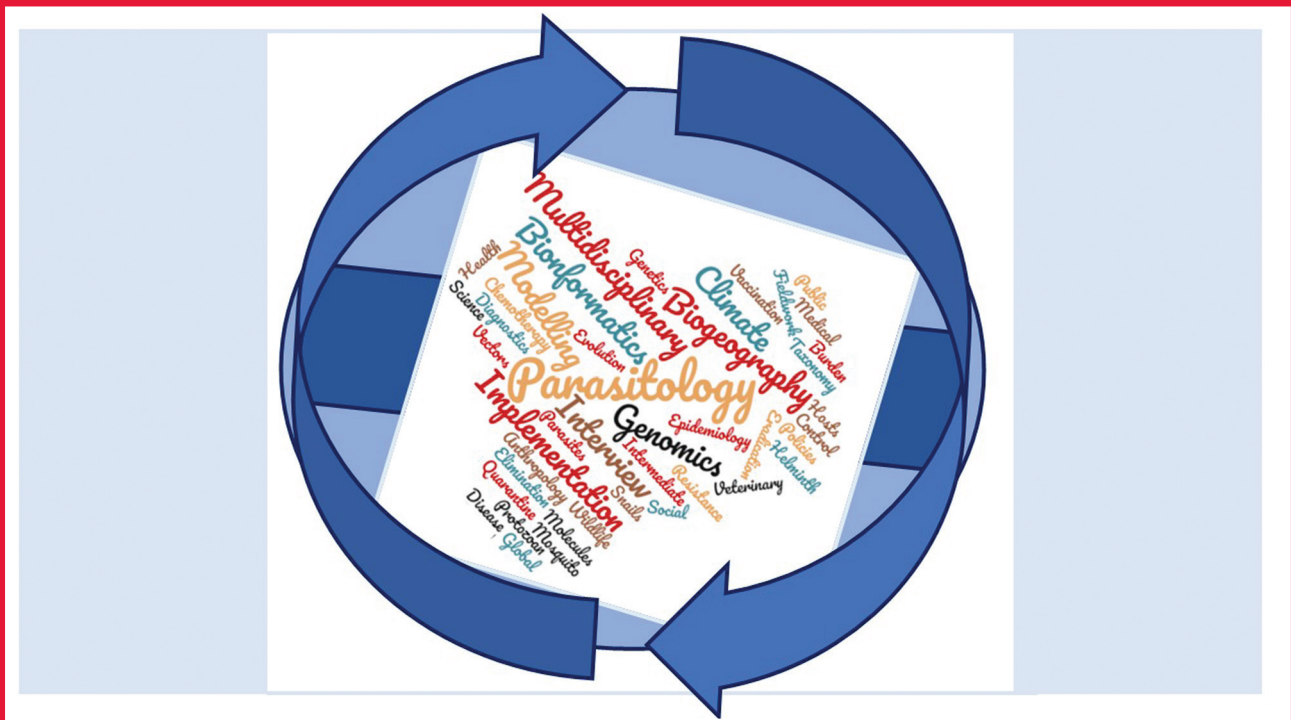 Multidisciplinary
Bionformatics
Modelling
Health
Science
Chemotherapy
Diagnostics
Vectors
Genetics
Evolution
Biogeography
Climate
Vaccination
Fieldwork
Public
Medical
Taxonomy
Burden
Parasitology
Hosts
Control
Policies
Eradication
Helminth
Implementation
Interview
Genomics
Epidemiology
Parasites
Intermediate
Resistance
Veterinary
Anthropology
Elimination
Quarantine
Snails
Social
Wildlife
Molecules
Disease
Protozoan
Mosquito
Global